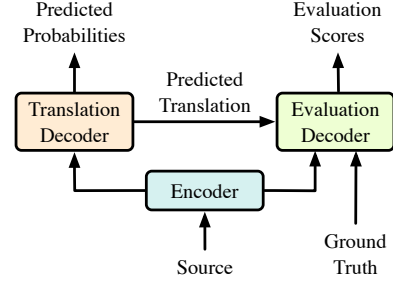 Predicted
Probabilities
Evaluation
Scores
Translation
Decoder
Predicted
Translation
Evaluation
Decoder
Encoder
Source
Ground
Truth